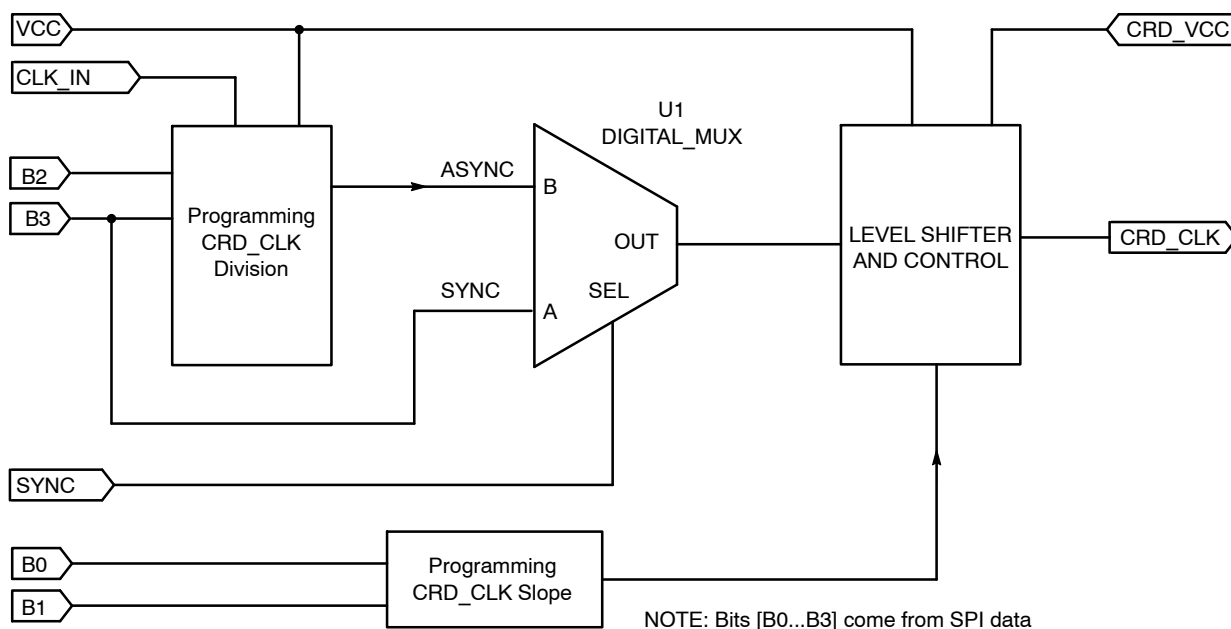 VCC
CRD_VCC
CLK_IN
U1
DIGITAL_MUX
B2
ASYNC
B
B3
Programming
CRD_CLK
Division
OUT
LEVEL SHIFTER
AND CONTROL
CRD_CLK
SYNC
SEL
A
SYNC
B0
B1
Programming
CRD_CLK Slope
NOTE: Bits [B0...B3] come from SPI data